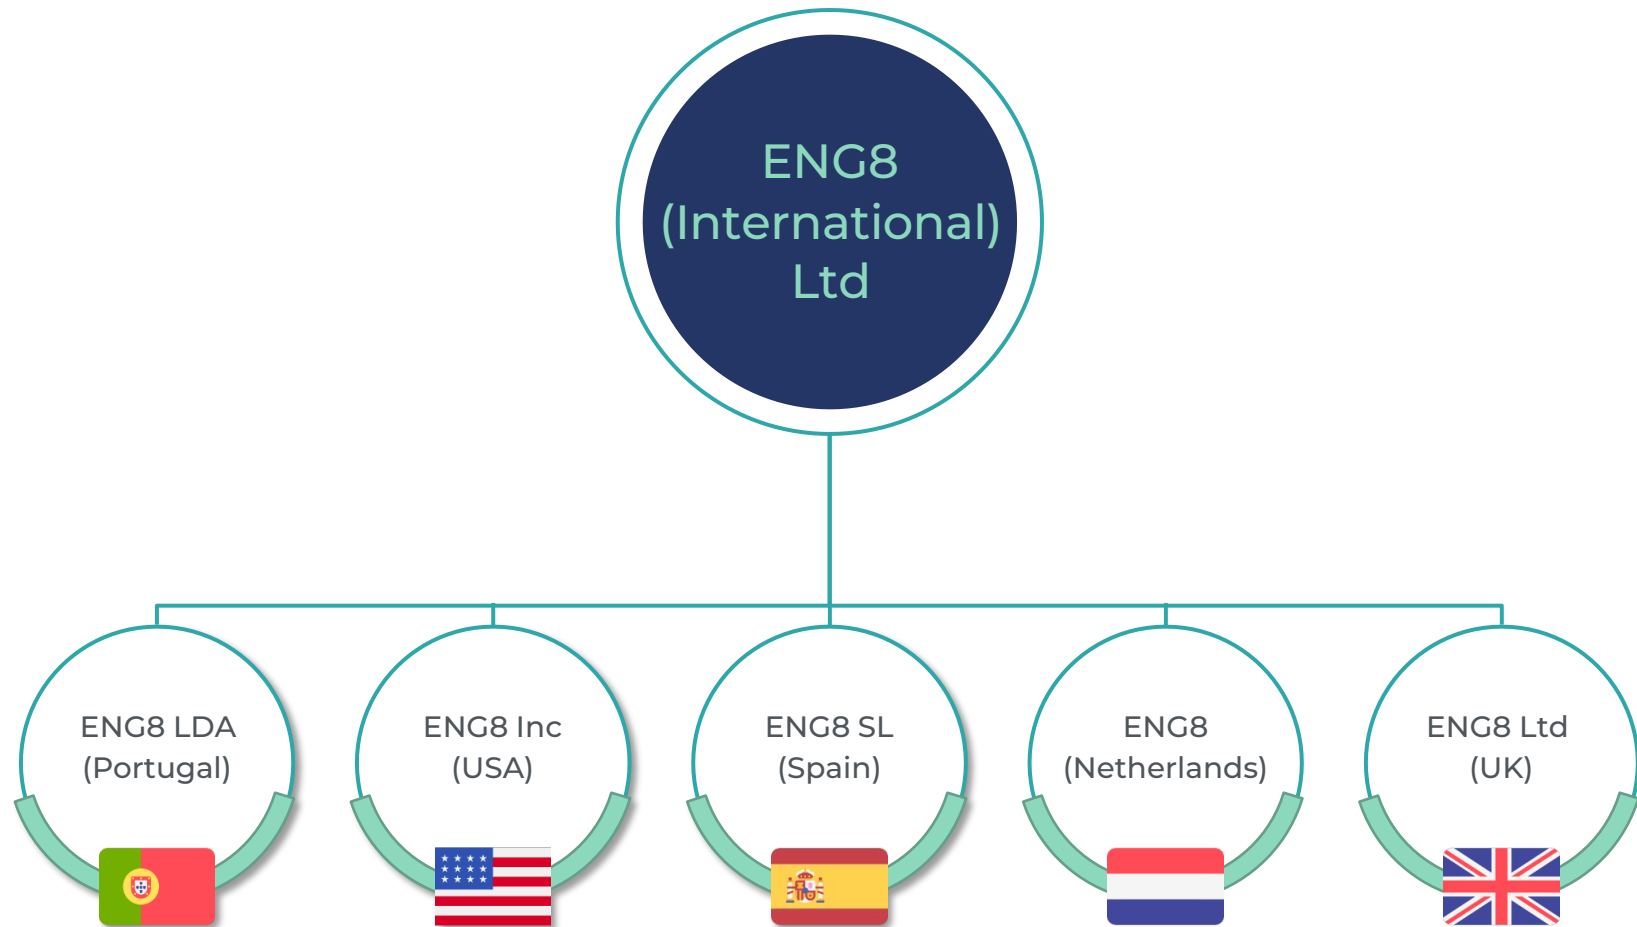 ENG8
(International)
Ltd
ENG8 LDA
(Portugal)
ENG8 Inc
(USA)
ENG8 SL
(Spain)
ENG8
(Netherlands)
ENG8 Ltd
(UK)